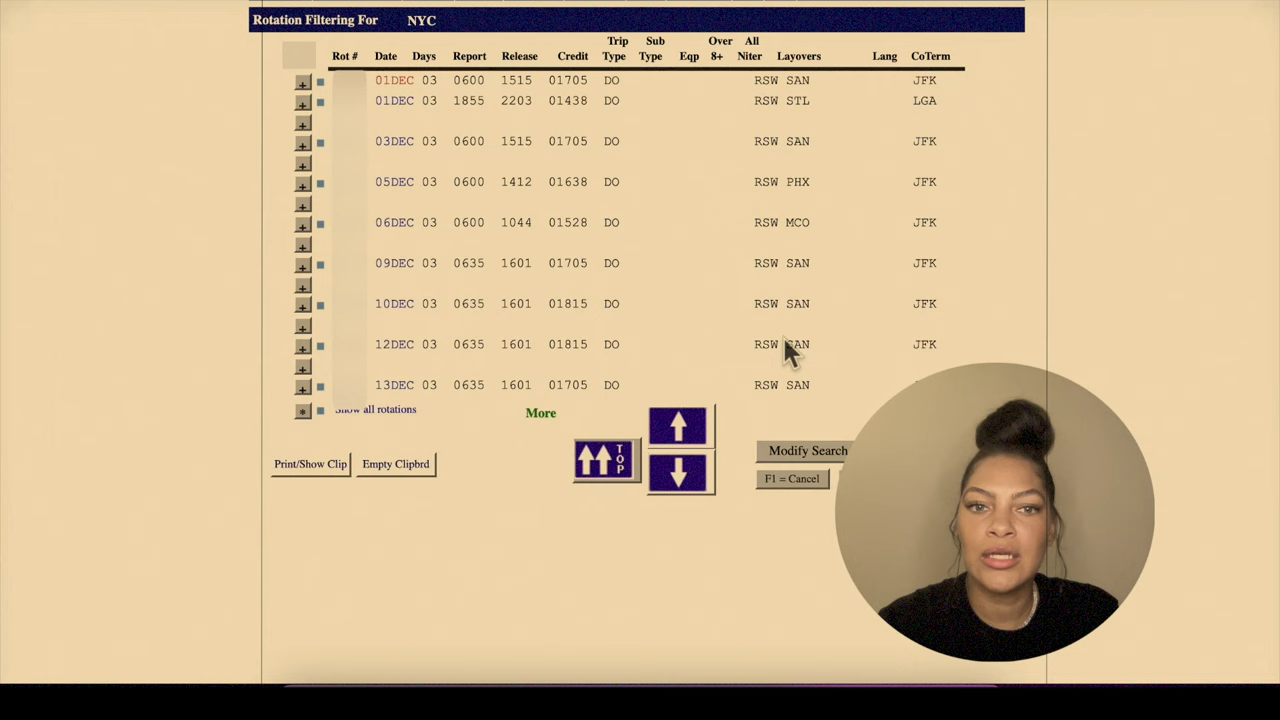 Rotation Filtering For NYC
Trip Sub Over All
Rot # Date Days Report Release Credit Type Type Eqp 8+ Niter Layovers Lang CoTerm
+ 01DEC 03 0600 1515 01705 DO RSW SAN JFK
+ 01DEC 03 1855 2203 01438 DO RSW STL LGA
+
+ 03DEC 03 0600 1515 01705 DO RSW SAN JFK
+
+ 05DEC 03 0600 1412 01638 DO RSW PHX JFK
+
+ 06DEC 03 0600 1044 01528 DO RSW MCO JFK
+
+ 09DEC 03 0635 1601 01705 DO RSW SAN JFK
+
+ 10DEC 03 0635 1601 01815 DO RSW SAN JFK
+
+ 12DEC 03 0635 1601 01815 DO RSW SAN JFK
+
+ 13DEC 03 0635 1601 01705 DO RSW SAN
* Show all rotations More
TOP
Modify Search
Print/Show Clip Empty Clipbrd
F1 = Cancel